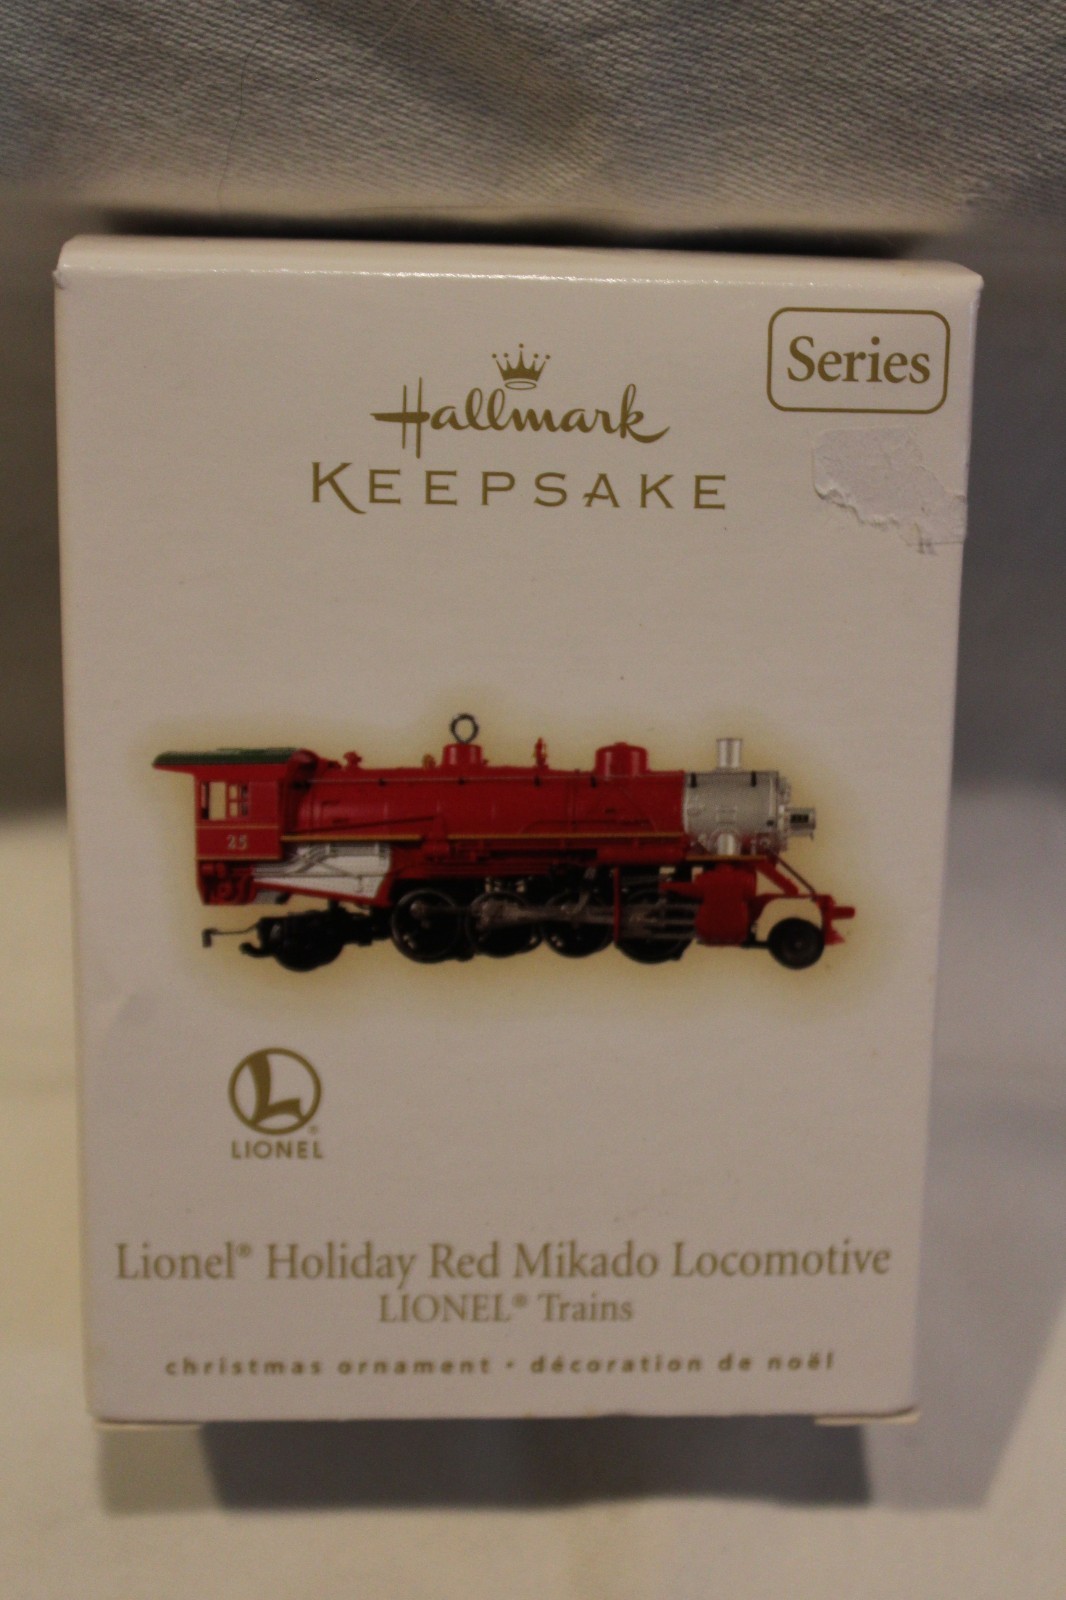 Series
Hallmark
KEEPSAKE
25
L
LIONEL®
Lionel® Holiday Red Mikado Locomotive
LIONEL® Trains
christmas ornament • décoration de noël